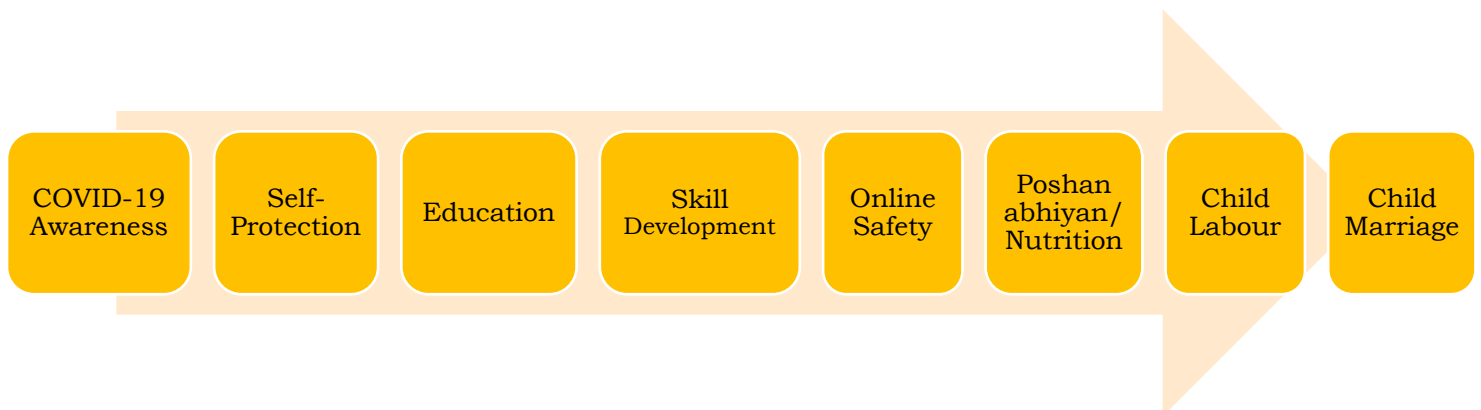 COVID-19
Awareness
Self-
Protection
Education
Skill
Development
Online
Safety
Poshan
abhiyan/
Nutrition
Child
Labour
Child
Marriage